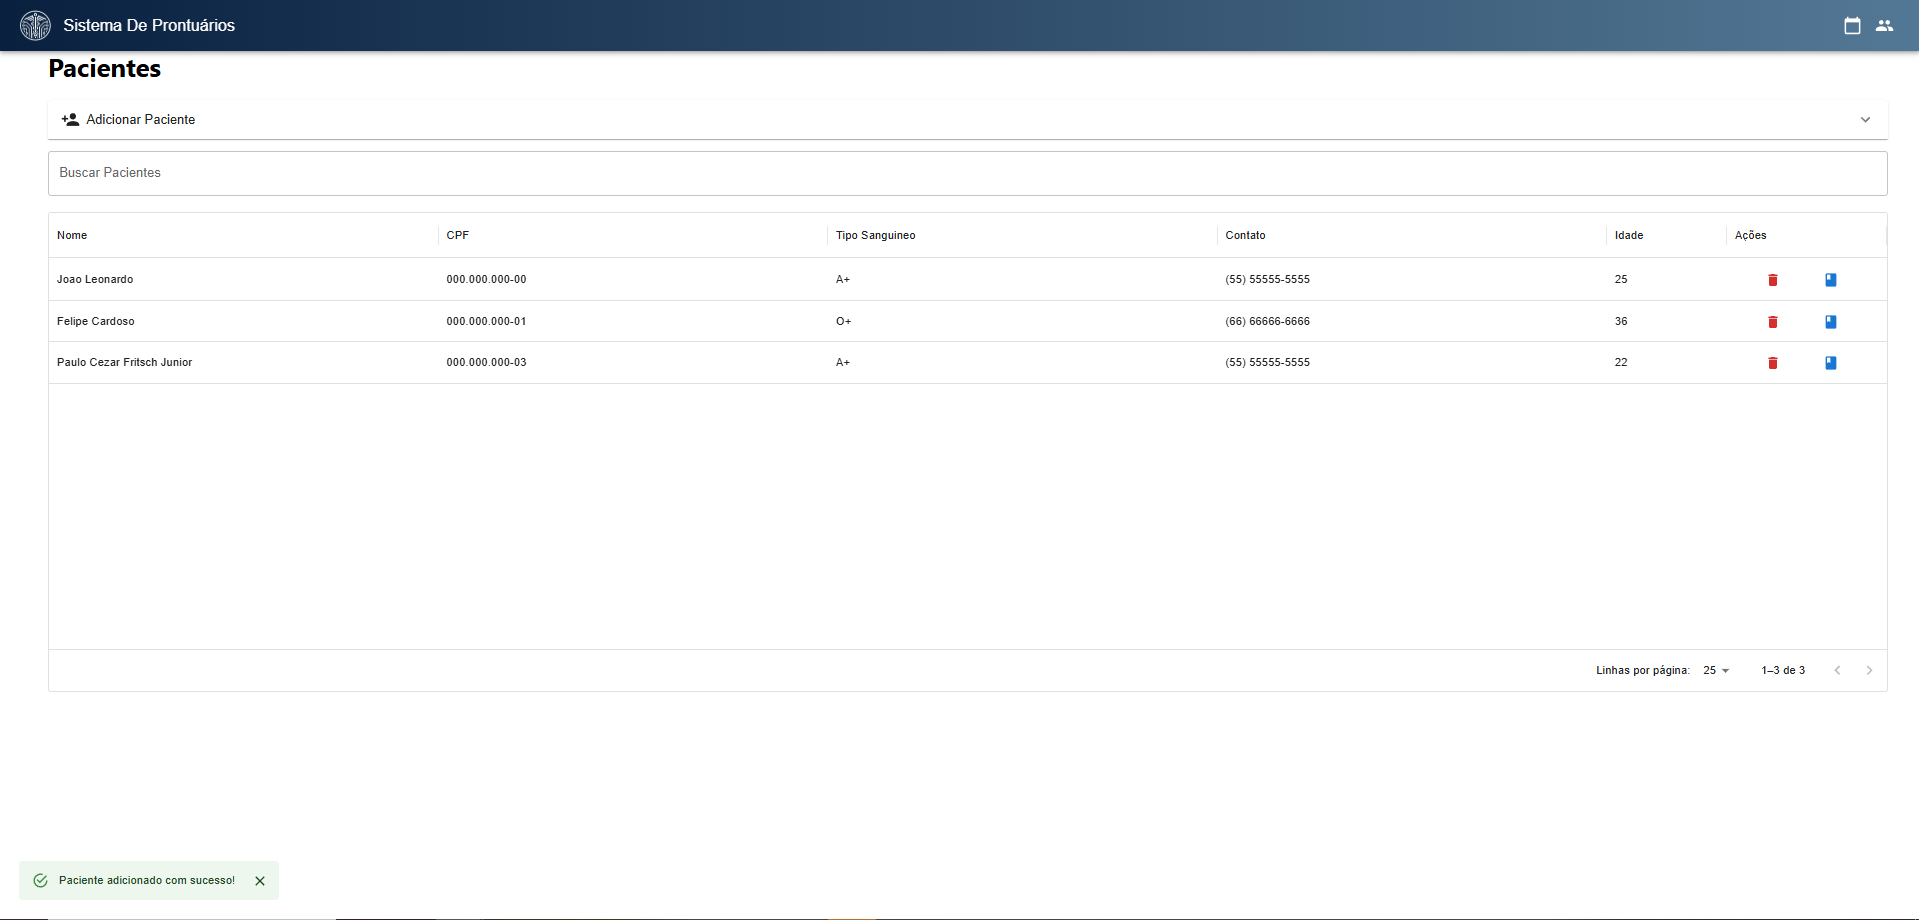 Sistema De Prontuários
Pacientes
Adicionar Paciente
Buscar Pacientes
Nome CPF Tipo Sanguineo Contato Idade Ações
Joao Leonardo 000.000.000-00 A+ (55) 55555-5555 25
Felipe Cardoso 000.000.000-01 O+ (66) 66666-6666 36
Paulo Cezar Fritsch Junior 000.000.000-03 A+ (55) 55555-5555 22
Linhas por página: 25 1–3 de 3
Paciente adicionado com sucesso!